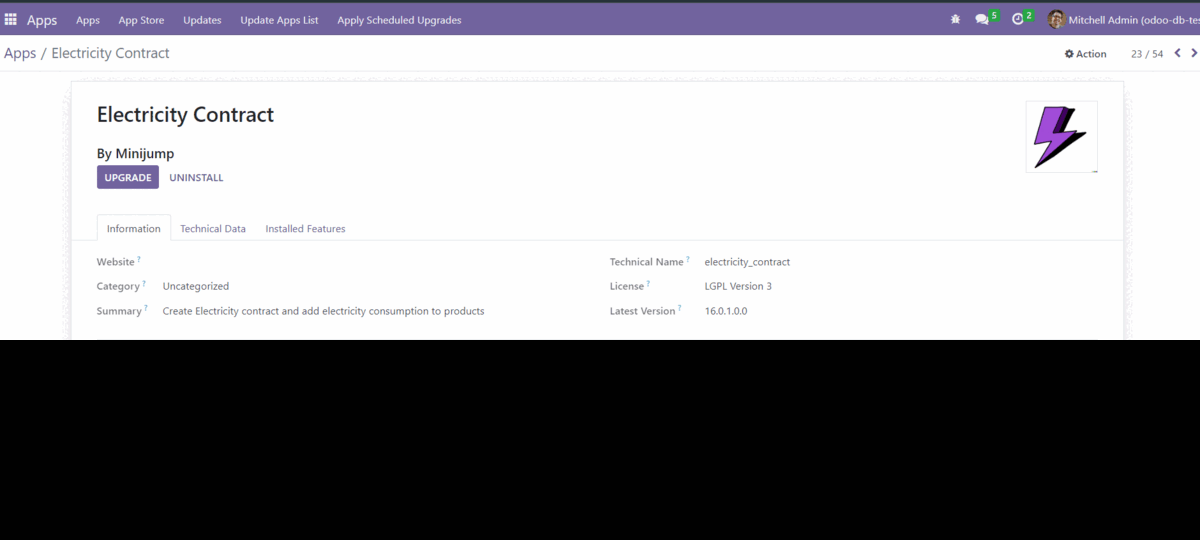 Apps Apps App Store Updates Update Apps List Apply Scheduled Upgrades 5 2 Mitchell Admin (odoo-db-tes
Apps / Electricity Contract Action 23 / 54
Electricity Contract
By Minijump
UPGRADE UNINSTALL
Information Technical Data Installed Features
Website ? Technical Name ? electricity_contract
Category ? Uncategorized License ? LGPL Version 3
Summary ? Create Electricity contract and add electricity consumption to products Latest Version ? 16.0.1.0.0